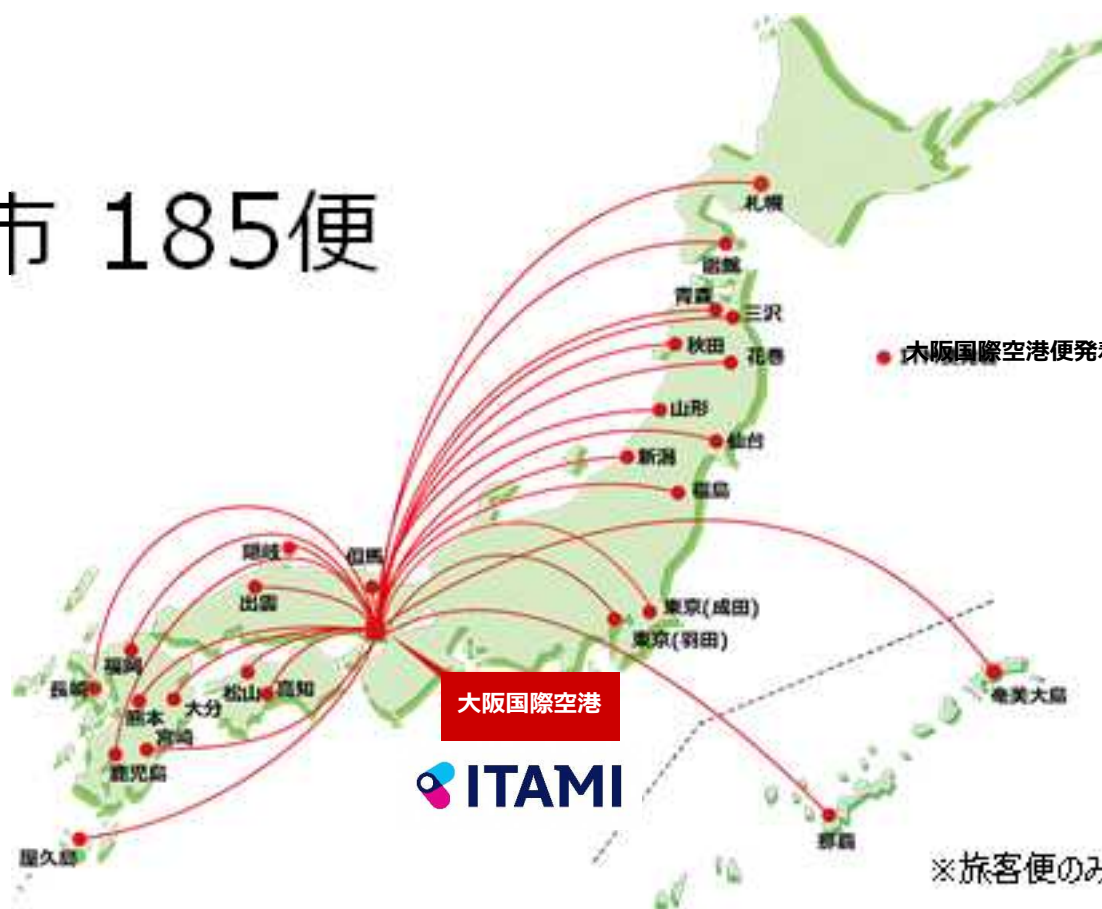 市 185便
札幌
函館
青森
三沢
秋田
花巻
大阪国際空港便発着
山形
仙台
新潟
福島
隠岐
但馬
出雲
東京(成田)
東京(羽田)
福岡
長崎
松山
高知
大分
熊本
宮崎
大阪国際空港
奄美大島
鹿児島
ITAMI
那覇
屋久島
※旅客便のみ